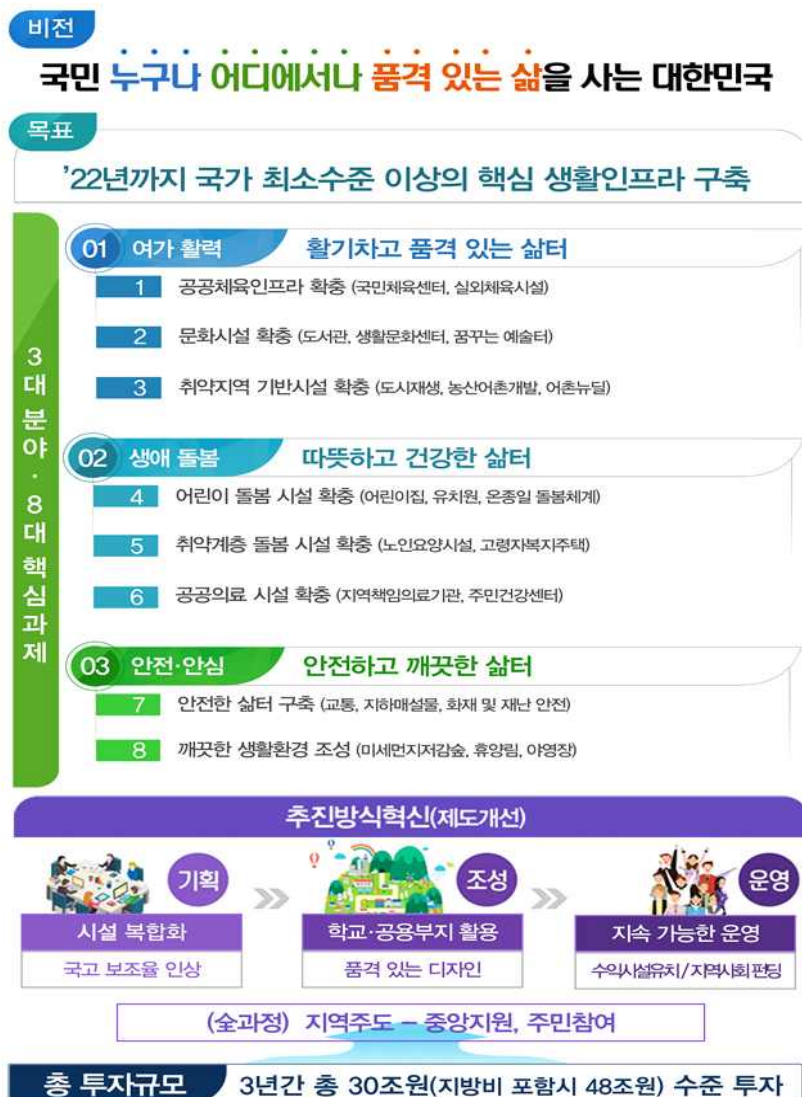 비전
국민 누구나 어디에서나 품격 있는 삶을 사는 대한민국
목표
'22년까지 국가 최소수준 이상의 핵심 생활인프라 구축
3대 분야·8대 핵심과제
01 여가 활력 활기차고 품격 있는 삶터
1 공공체육인프라 확충 (국민체육센터, 실외체육시설)
2 문화시설 확충 (도서관, 생활문화센터, 꿈꾸는 예술터)
3 취약지역 기반시설 확충 (도시재생, 농산어촌개발, 어촌뉴딜)
02 생애 돌봄 따뜻하고 건강한 삶터
4 어린이 돌봄 시설 확충 (어린이집, 유치원, 온종일 돌봄체계)
5 취약계층 돌봄 시설 확충 (노인요양시설, 고령자복지주택)
6 공공의료 시설 확충 (지역책임의료기관, 주민건강센터)
03 안전·안심 안전하고 깨끗한 삶터
7 안전한 삶터 구축 (교통, 지하매설물, 화재 및 재난 안전)
8 깨끗한 생활환경 조성 (미세먼지저감숲, 휴양림, 야영장)
추진방식혁신(제도개선)
기획
시설 복합화
국고 보조율 인상
조성
학교·공용부지 활용
품격 있는 디자인
운영
지속 가능한 운영
수익시설유치/지역사회펀딩
(全과정) 지역주도 – 중앙지원, 주민참여
총 투자규모 3년간 총 30조원(지방비 포함시 48조원) 수준 투자